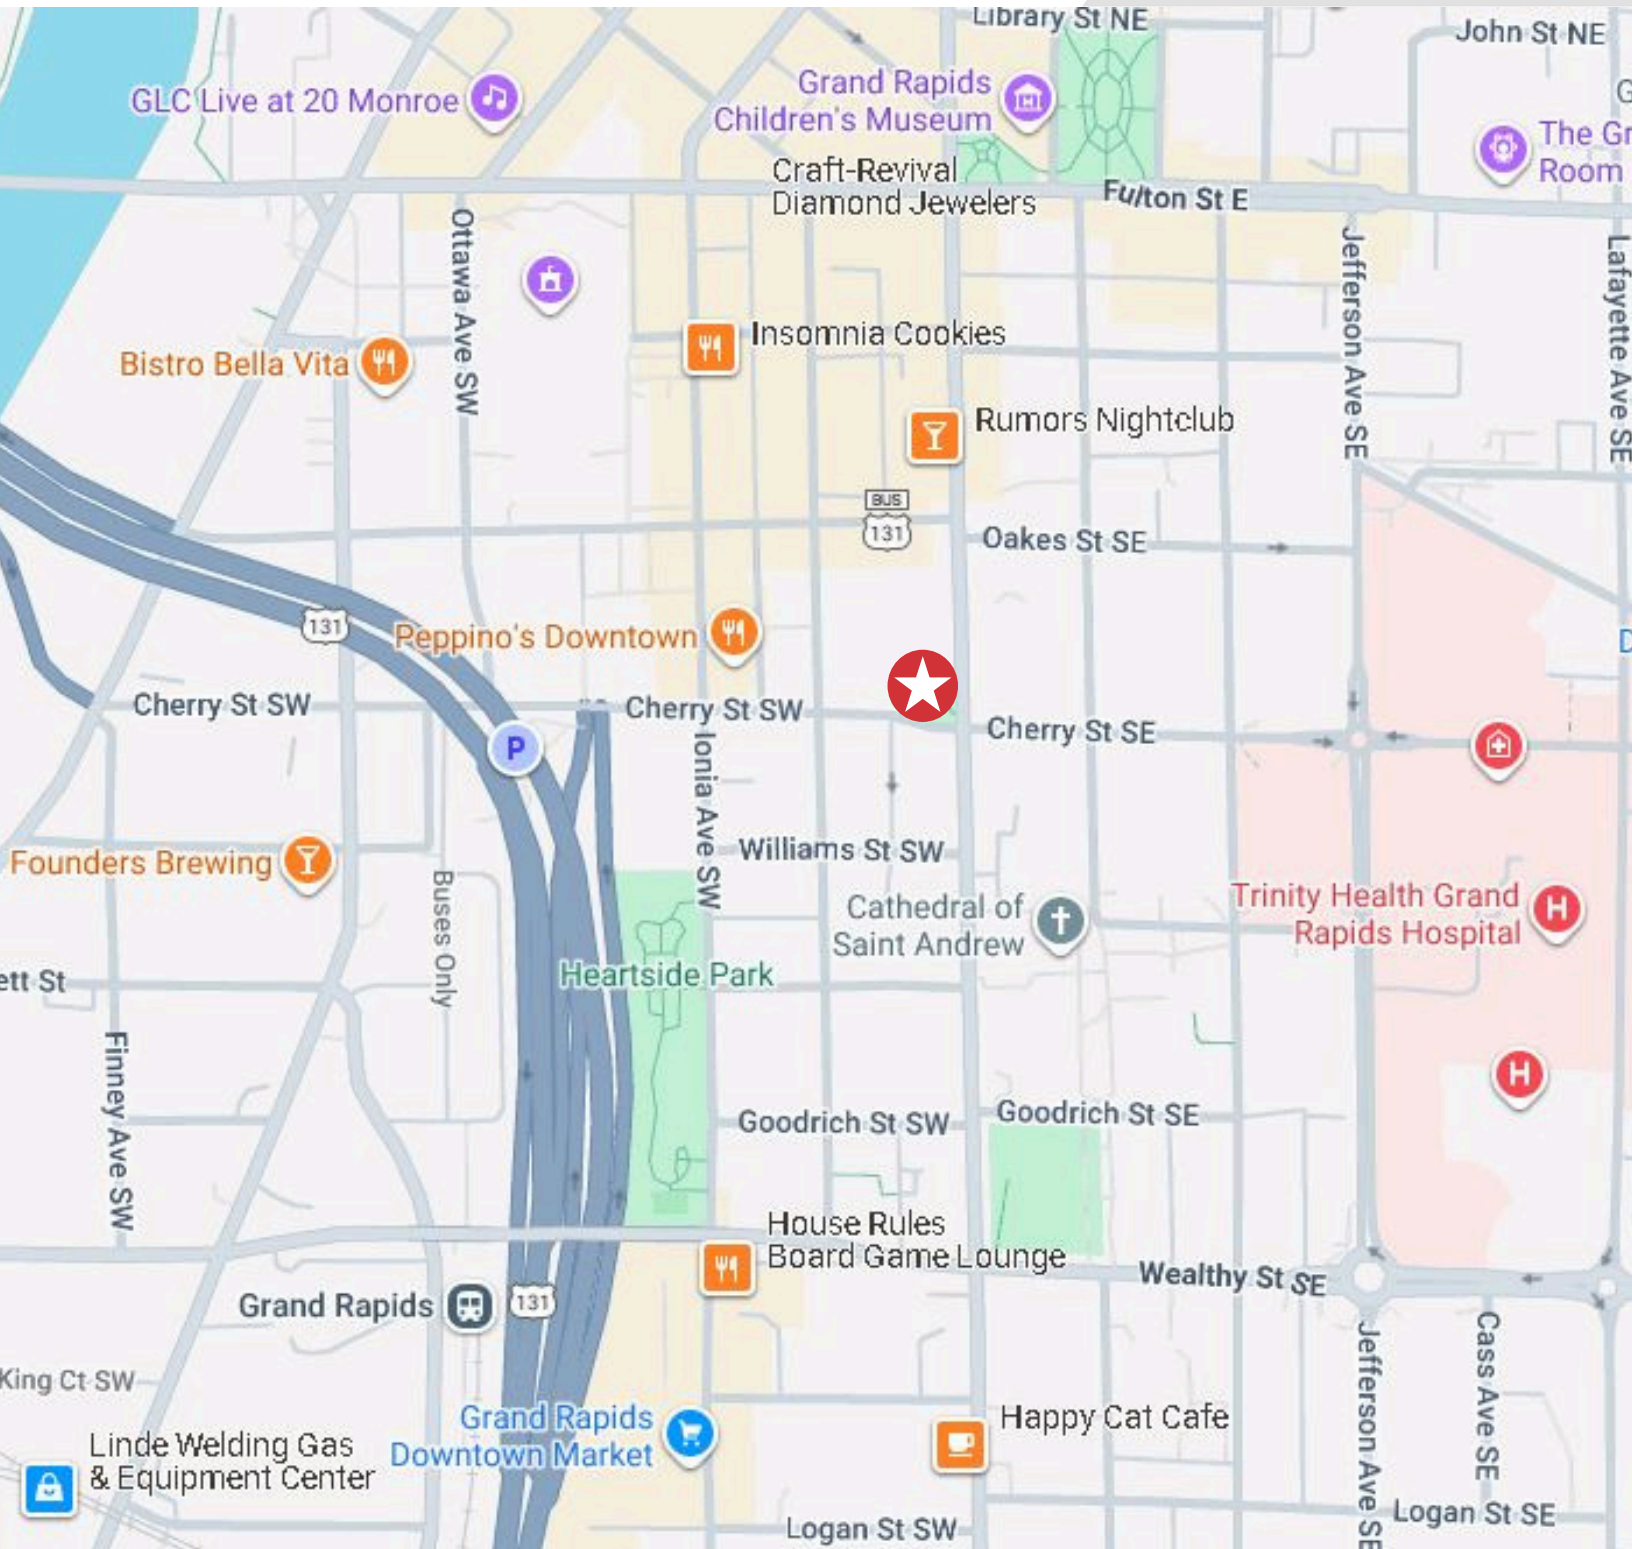 Library St NE
John St NE
GLC Live at 20 Monroe
Grand Rapids
Children's Museum
The Gr
Room
Craft-Revival
Diamond Jewelers
Fulton St E
Ottawa Ave SW
Jefferson Ave SE
Lafayette Ave SE
Bistro Bella Vita
Insomnia Cookies
Rumors Nightclub
BUS
131
Oakes St SE
131
Peppino's Downtown
Cherry St SW
Cherry St SW
Cherry St SE
P
Ionia Ave SW
Founders Brewing
Williams St SW
Buses Only
Cathedral of
Saint Andrew
Trinity Health Grand
Rapids Hospital
H
ett St
Heartside Park
Finney Ave SW
H
Goodrich St SW
Goodrich St SE
House Rules
Board Game Lounge
Wealthy St SE
Grand Rapids
131
Jefferson Ave SE
Cass Ave SE
King Ct SW
Grand Rapids
Downtown Market
Happy Cat Cafe
Linde Welding Gas
& Equipment Center
Logan St SW
Logan St SE